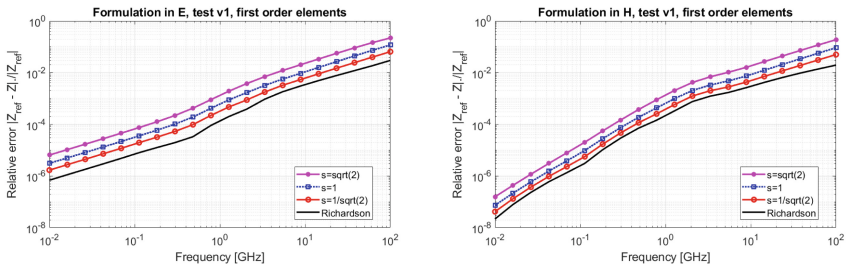 Formulation in E, test v1, first order elements
10^0
10^-2
10^-4
10^-6
10^-8
Relative error |Z_ref - Z|./|Z_ref|
s=sqrt(2)
s=1
s=1/sqrt(2)
Richardson
10^-2
10^-1
10^0
10^1
10^2
Frequency [GHz]
Formulation in H, test v1, first order elements
10^0
10^-2
10^-4
10^-6
10^-8
Relative error |Z_ref - Z|./|Z_ref|
s=sqrt(2)
s=1
s=1/sqrt(2)
Richardson
10^-2
10^-1
10^0
10^1
10^2
Frequency [GHz]